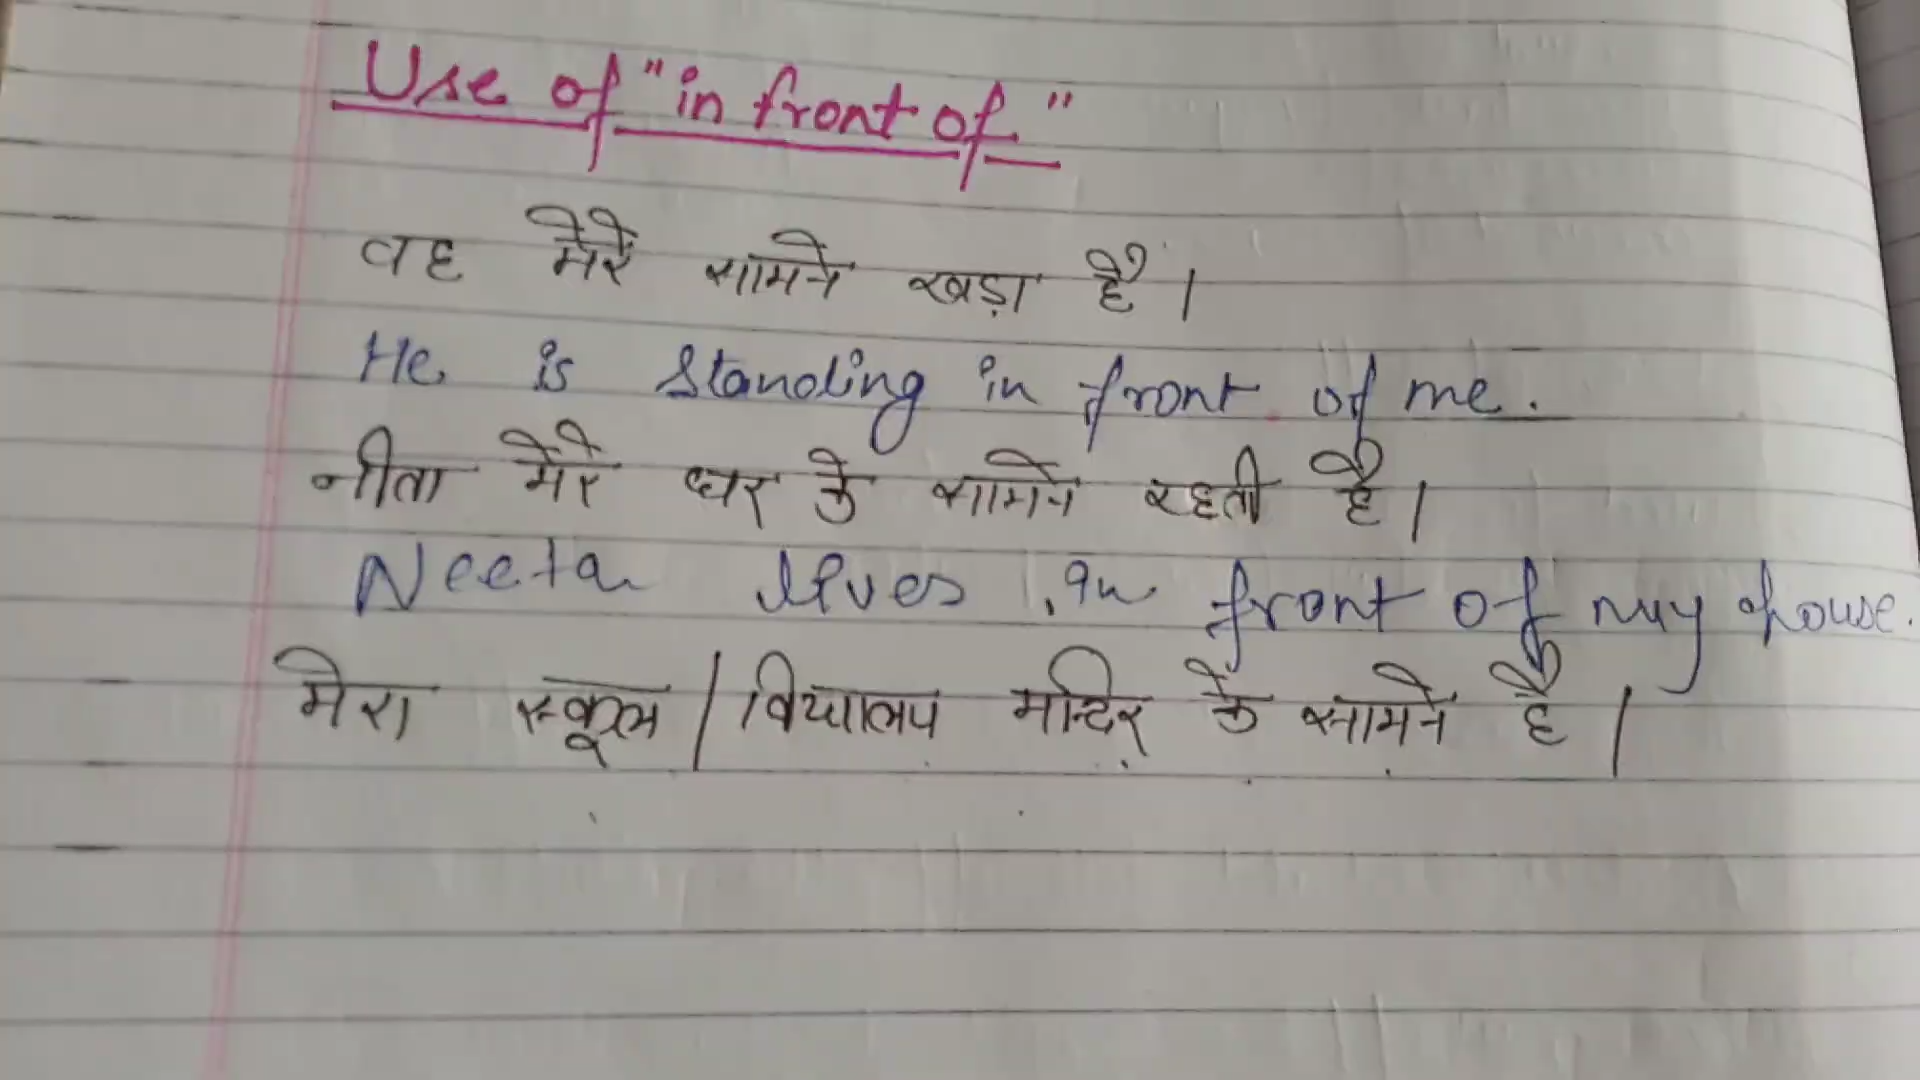 Use of "in front of"
वह मेरे सामने खड़ा है।
He is standing in front of me.
नीता मेरे घर के सामने रहती है।
Neeta lives in front of my house.
मेरा स्कूल / विद्यालय मन्दिर के सामने है।